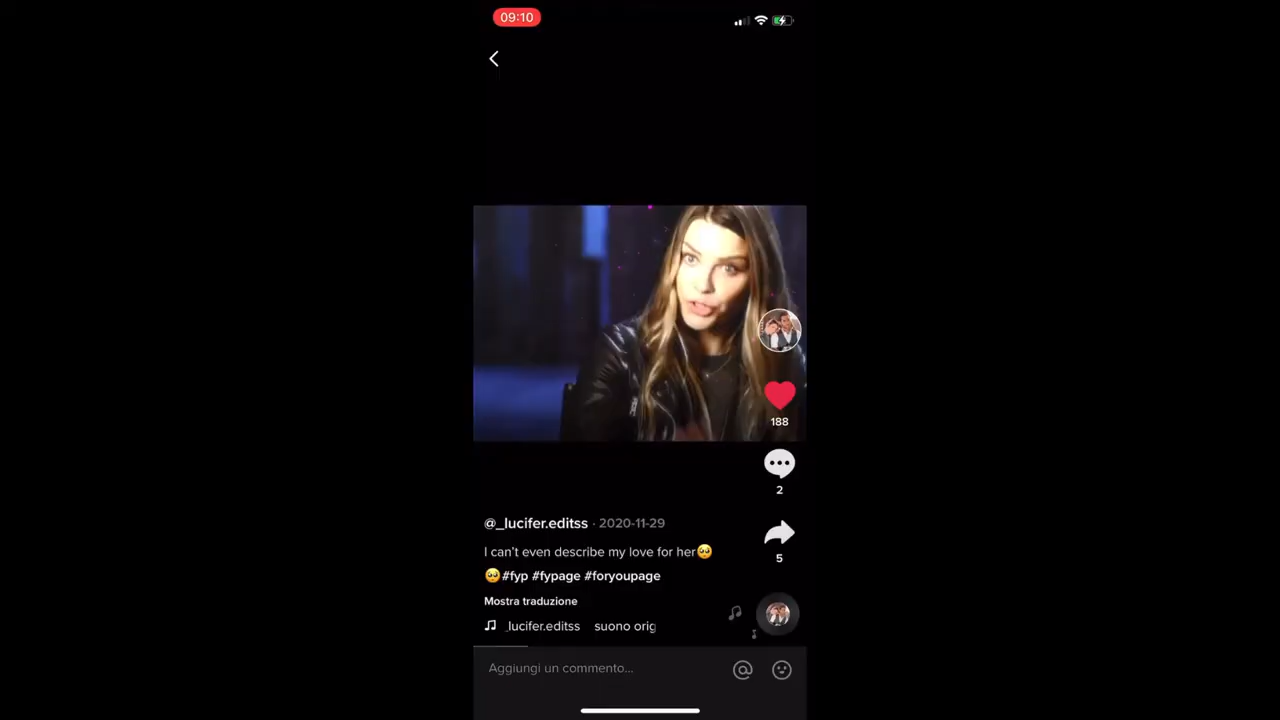 09:10
188
2
@_lucifer.editss · 2020-11-29
5
I can't even describe my love for her🥺
🥺#fyp #fypage #foryoupage
Mostra traduzione
_lucifer.editss suono orig
Aggiungi un commento...